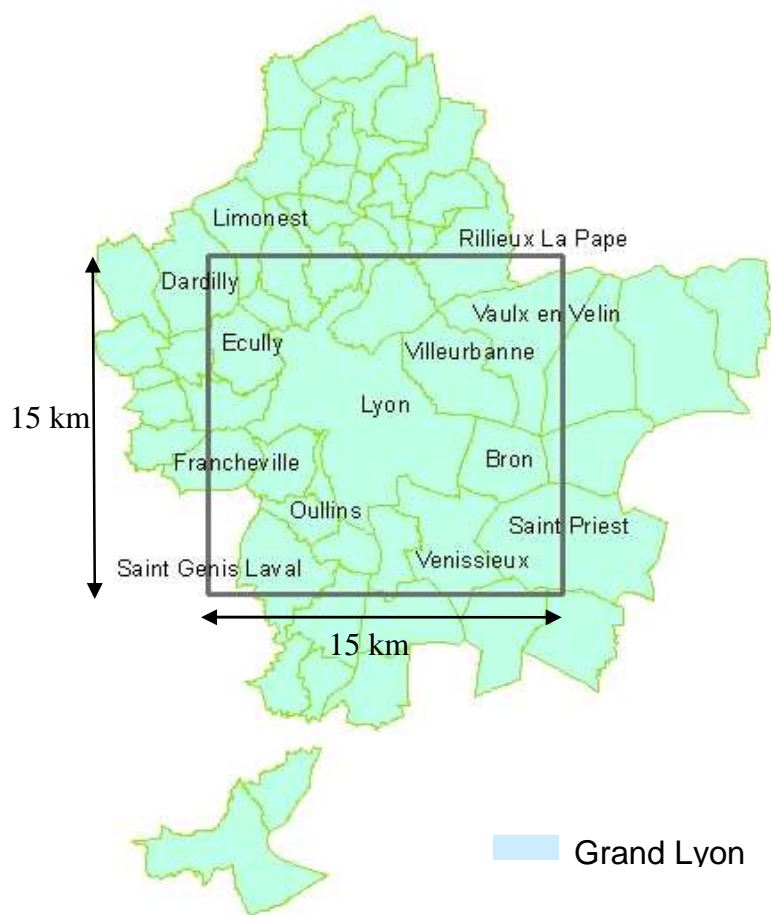 Limonest
Rillieux La Pape
Dardilly
Vaulx en Velin
Ecully
Villeurbanne
Lyon
15 km
Francheville
Bron
Oullins
Saint Priest
Saint Genis Laval
Venissieux
15 km
Grand Lyon